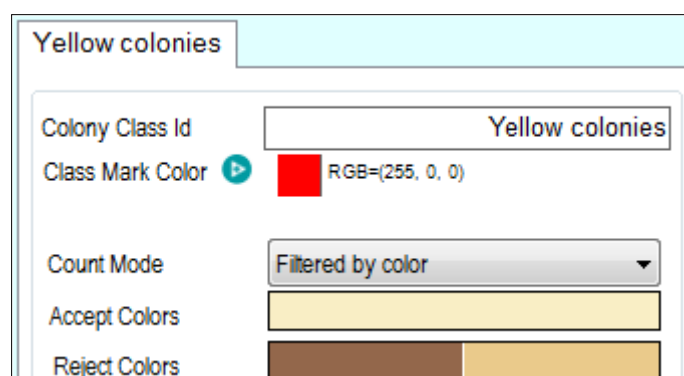 Yellow colonies
Colony Class Id Yellow colonies
Class Mark Color RGB=(255, 0, 0)
Count Mode Filtered by color
Accept Colors
Reject Colors